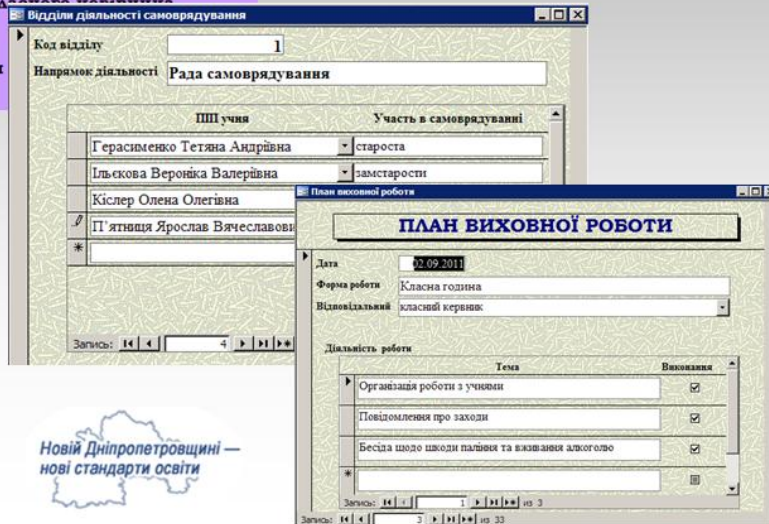 Відділи діяльності самоврядування
Код відділу 1
Напрямок діяльності Рада самоврядування
ПІП учня Участь в самоврядуванні
Герасименко Тетяна Андріївна староста
Ільєкова Вероніка Валеріївна замстарости
Кіслер Олена Олегівна
П'ятниця Ярослав Вячеславови
Запись: 4
План виховної роботи
ПЛАН ВИХОВНОЇ РОБОТИ
Дата 02.09.2011
Форма роботи Класна година
Відповідальний класний кервник
Діяльність роботи
Тема Виконання
Організація роботи з учнями
Повідомлення про заходи
Бесіда щодо шкоди паління та вживання алкоголю
Запись: 1 из 3
Запись: 3 из 33
Новій Дніпропетровщині —
нові стандарти освіти